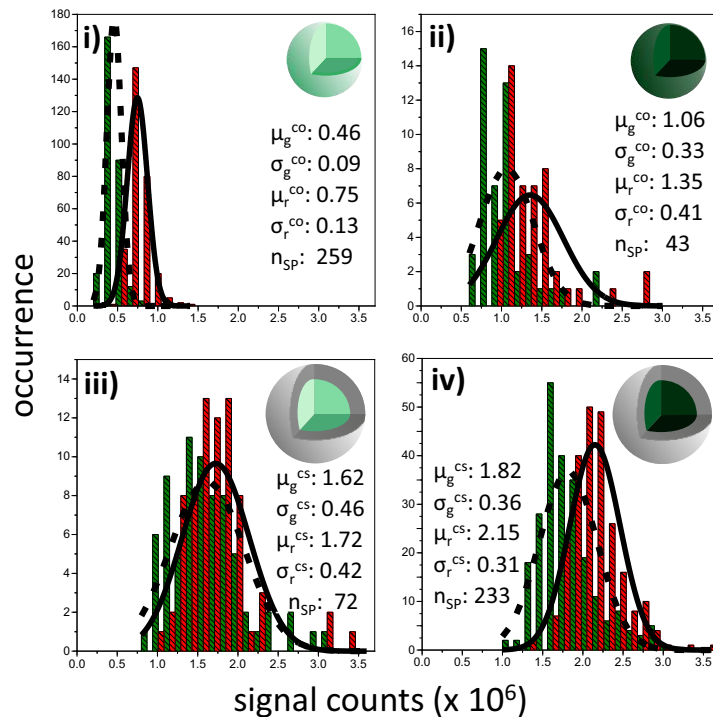 occurrence
i)
180
160
140
120
100
80
60
40
20
0
μg^co: 0.46
σg^co: 0.09
μr^co: 0.75
σr^co: 0.13
nSP: 259
0.0 0.5 1.0 1.5 2.0 2.5 3.0 3.5
ii)
16
14
12
10
8
6
4
2
0
μg^co: 1.06
σg^co: 0.33
μr^co: 1.35
σr^co: 0.41
nSP: 43
0.0 0.5 1.0 1.5 2.0 2.5 3.0 3.5
iii)
14
12
10
8
6
4
2
0
μg^cs: 1.62
σg^cs: 0.46
μr^cs: 1.72
σr^cs: 0.42
nSP: 72
0.0 0.5 1.0 1.5 2.0 2.5 3.0 3.5
iv)
60
55
50
45
40
35
30
25
20
15
10
5
0
μg^cs: 1.82
σg^cs: 0.36
μr^cs: 2.15
σr^cs: 0.31
nSP: 233
0.0 0.5 1.0 1.5 2.0 2.5 3.0 3.5
signal counts (x 10^6)